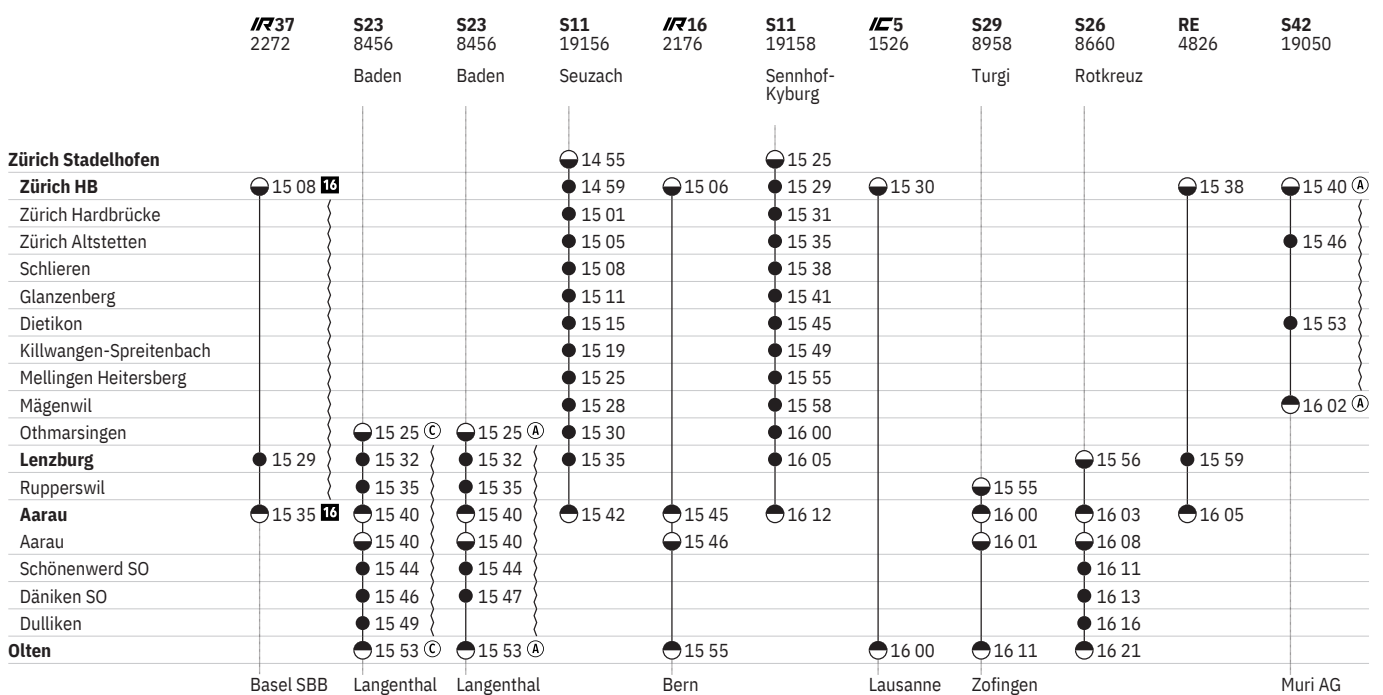 IR37 S23 S23 S11 IR16 S11 IC5 S29 S26 RE S42
2272 8456 8456 19156 2176 19158 1526 8958 8660 4826 19050
Baden Baden Seuzach Sennhof- Turgi Rotkreuz
Kyburg
Zürich Stadelhofen 14 55 15 25
Zürich HB 15 08 16 14 59 15 06 15 29 15 30 15 38 15 40 A
Zürich Hardbrücke 15 01 15 31
Zürich Altstetten 15 05 15 35 15 46
Schlieren 15 08 15 38
Glanzenberg 15 11 15 41
Dietikon 15 15 15 45 15 53
Killwangen-Spreitenbach 15 19 15 49
Mellingen Heitersberg 15 25 15 55
Mägenwil 15 28 15 58 16 02 A
Othmarsingen 15 25 C 15 25 A 15 30 16 00
Lenzburg 15 29 15 32 15 32 15 35 16 05 15 56 15 59
Rupperswil 15 35 15 35 15 55
Aarau 15 35 16 15 40 15 40 15 42 15 45 16 12 16 00 16 03 16 05
Aarau 15 40 15 40 15 46 16 01 16 08
Schönenwerd SO 15 44 15 44 16 11
Däniken SO 15 46 15 47 16 13
Dulliken 15 49 16 16
Olten 15 53 C 15 53 A 15 55 16 00 16 11 16 21
Basel SBB Langenthal Langenthal Bern Lausanne Zofingen Muri AG